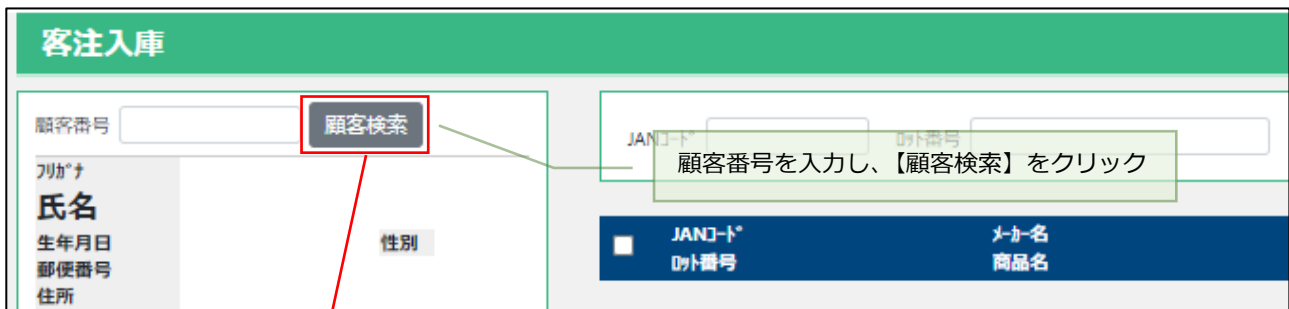 客注入庫
顧客番号
顧客検索
JANｺｰﾄﾞ
ﾛｯﾄ番号
顧客番号を入力し、【顧客検索】をクリック
ﾌﾘｶﾞﾅ
氏名
生年月日
性別
郵便番号
住所
JANｺｰﾄﾞ
ﾒｰｶｰ名
ﾛｯﾄ番号
商品名